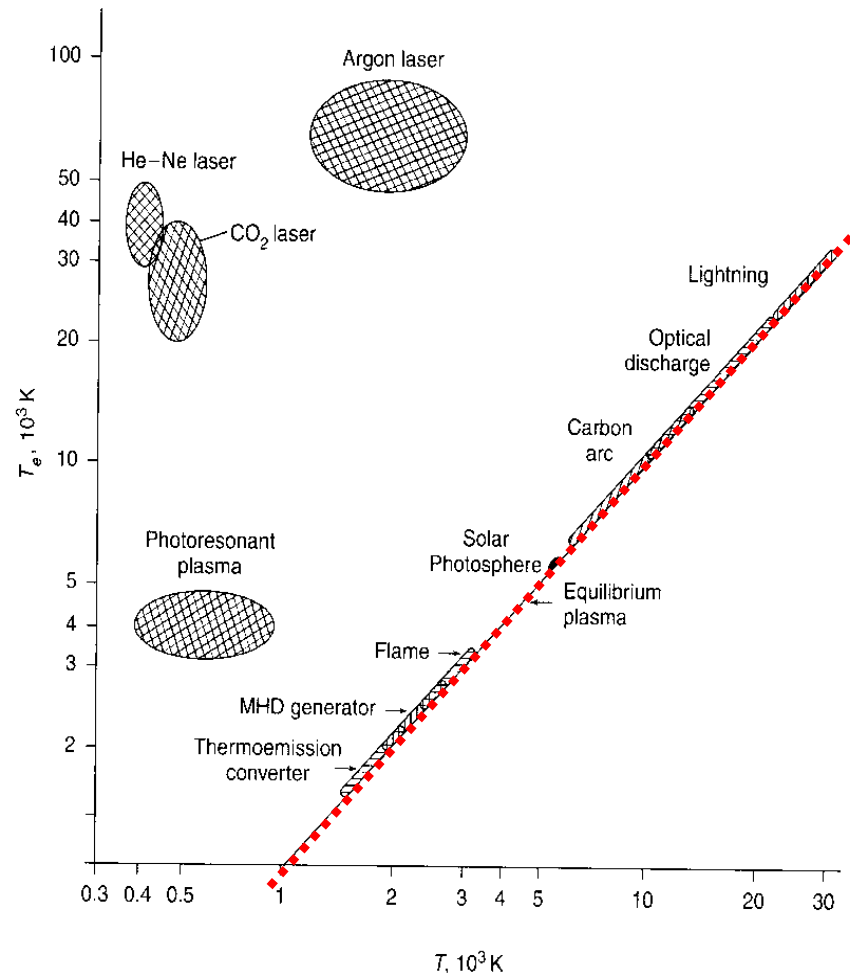 100
Argon laser
He–Ne laser
50
40
CO₂ laser
30
Lightning
20
Optical
discharge
Tₑ, 10³ K
Carbon
arc
10
Photoresonant
plasma
Solar
Photosphere
5
Equilibrium
plasma
4
Flame
3
MHD generator
2
Thermoemission
converter
0.3 0.4 0.5 1 2 3 4 5 10 20 30
T, 10³ K